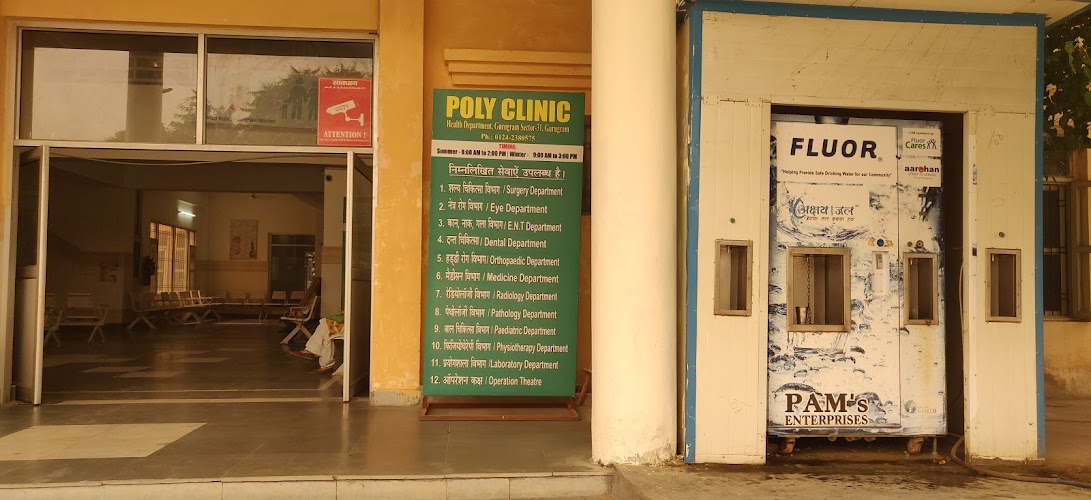 सावधान
CCTV
ATTENTION !
POLY CLINIC
Health Department, Gurugram Sector-31, Gurugram
Ph.: 0124-2380575
TIMING
Summer - 8:00 AM to 2:00 PM | Winter - 9:00 AM to 3:00 PM
निम्नलिखित सेवाऐं उपलब्ध है।
1. शल्य चिकित्सा विभाग / Surgery Department
2. नेत्र रोग विभाग / Eye Department
3. कान, नाक, गला विभाग / E.N.T Department
4. दन्त चिकित्सा / Dental Department
5. हड्डी रोग विभाग / Orthopaedic Department
6. मैडीसन विभाग / Medicine Department
7. रेडियोलॉजी विभाग / Radiology Department
8. पैथोलॉजी विभाग / Pathology Department
9. बाल चिकित्सा विभाग / Paediatric Department
10. फिजियोथेरेपी विभाग / Physiotherapy Department
11. प्रयोगशाला विभाग /Laboratory Department
12. ऑपरेशन कक्ष / Operation Theatre
FLUOR®
"Helping Provide Safe Drinking Water for our Community"
Fluor
Cares
aarohan
अक्षय जल
PAM's
ENTERPRISES